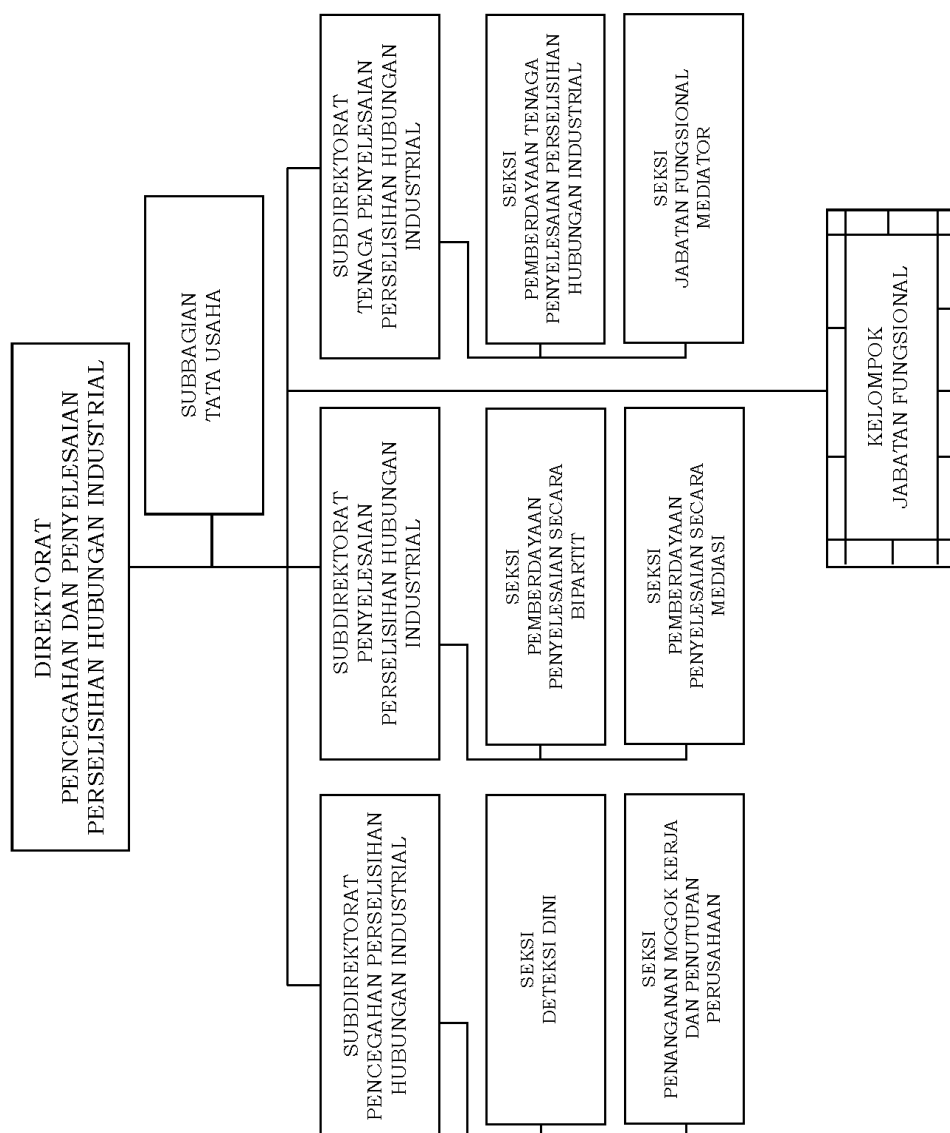 DIREKTORAT
PENCEGAHAN DAN PENYELESAIAN
PERSELISIHAN HUBUNGAN INDUSTRIAL
SUBBAGIAN
TATA USAHA
SUBDIREKTORAT
PENCEGAHAN PERSELISIHAN
HUBUNGAN INDUSTRIAL
SUBDIREKTORAT
PENYELESAIAN
PERSELISIHAN HUBUNGAN
INDUSTRIAL
SUBDIREKTORAT
TENAGA PENYELESAIAN
PERSELISIHAN HUBUNGAN
INDUSTRIAL
SEKSI
DETEKSI DINI
SEKSI
PEMBERDAYAAN
PENYELESAIAN SECARA
BIPARTIT
SEKSI
PEMBERDAYAAN TENAGA
PENYELESAIAN PERSELISIHAN
HUBUNGAN INDUSTRIAL
SEKSI
PENANGANAN MOGOK KERJA
DAN PENUTUPAN
PERUSAHAAN
SEKSI
PEMBERDAYAAN
PENYELESAIAN SECARA
MEDIASI
SEKSI
JABATAN FUNGSIONAL
MEDIATOR
KELOMPOK
JABATAN FUNGSIONAL